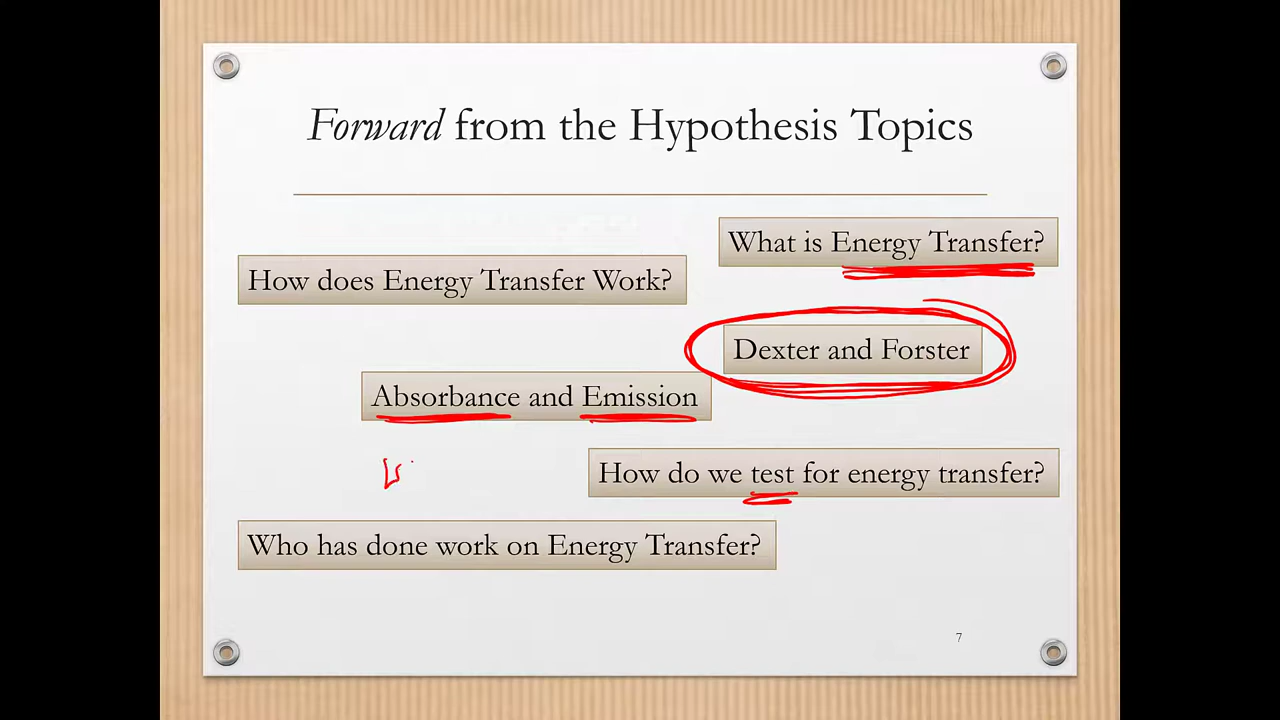 Forward from the Hypothesis Topics
What is Energy Transfer?
How does Energy Transfer Work?
Dexter and Forster
Absorbance and Emission
How do we test for energy transfer?
Who has done work on Energy Transfer?
7